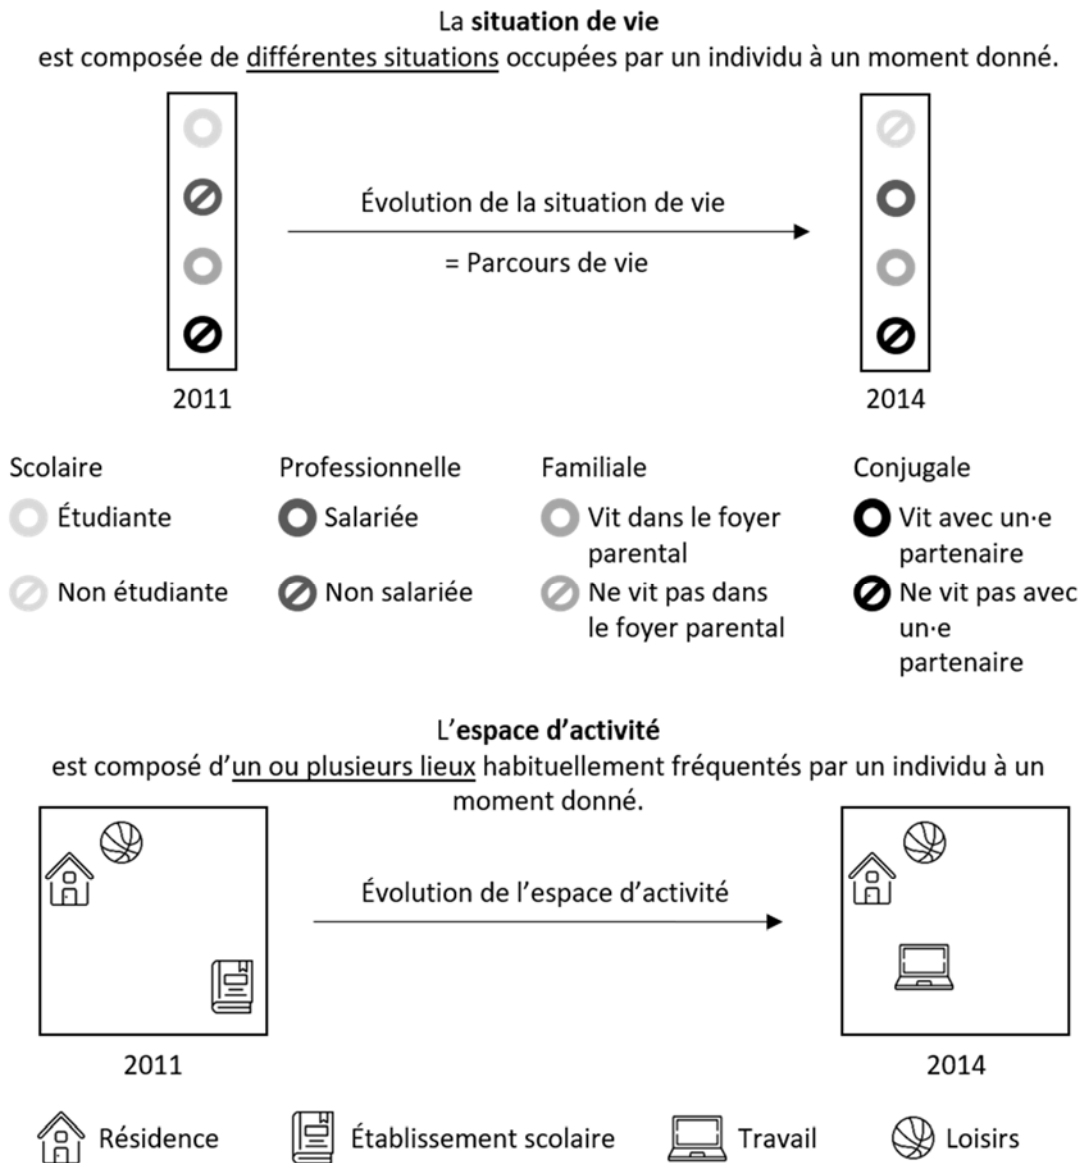 La situation de vie
est composée de différentes situations occupées par un individu à un moment donné.
Évolution de la situation de vie
= Parcours de vie
2011
2014
Scolaire
Professionnelle
Familiale
Conjugale
Étudiante
Salariée
Vit dans le foyer
parental
Vit avec un·e
partenaire
Non étudiante
Non salariée
Ne vit pas dans
le foyer parental
Ne vit pas avec
un·e
partenaire
L’espace d’activité
est composé d’un ou plusieurs lieux habituellement fréquentés par un individu à un
moment donné.
Évolution de l’espace d’activité
2011
2014
Résidence
Établissement scolaire
Travail
Loisirs